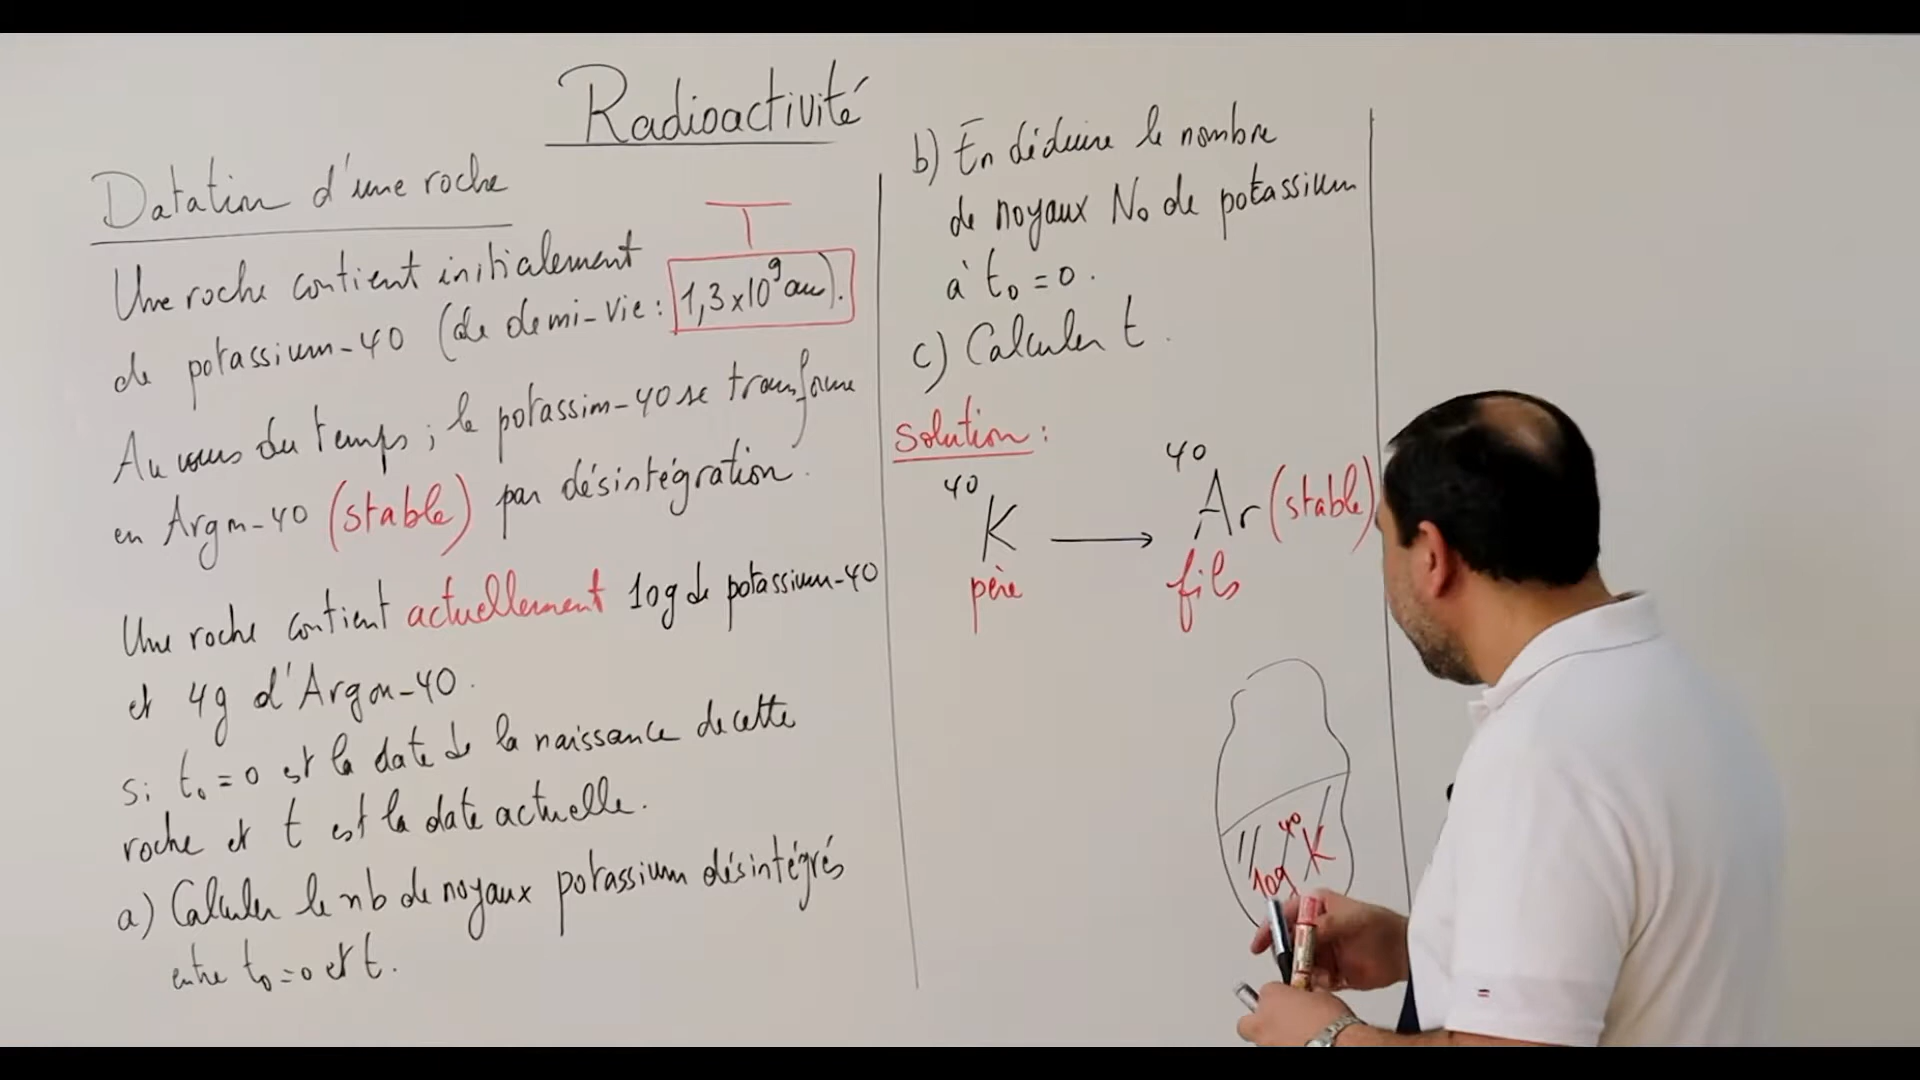 Radioactivité
Datation d'une roche
Une roche contient initialement
de potassium-40 (de demi-vie : 1,3x10⁹ans).
T
Au cours du temps ; le potassim-40 se transforme
en Argon-40 (stable) par désintégration.
Une roche contient actuellement 10g de potassium-40
et 4g d'Argon-40.
si t₀=0 est la date de la naissance de cette
roche et t est la date actuelle.
a) Calculer le nb de noyaux potassium désintégrés
entre t₀=0 et t.
b) En déduire le nombre
de noyaux N₀ de potassium
à t₀=0.
c) Calculer t.
Solution :
⁴⁰K → ⁴⁰Ar (stable)
père fils
⁴⁰K
10g